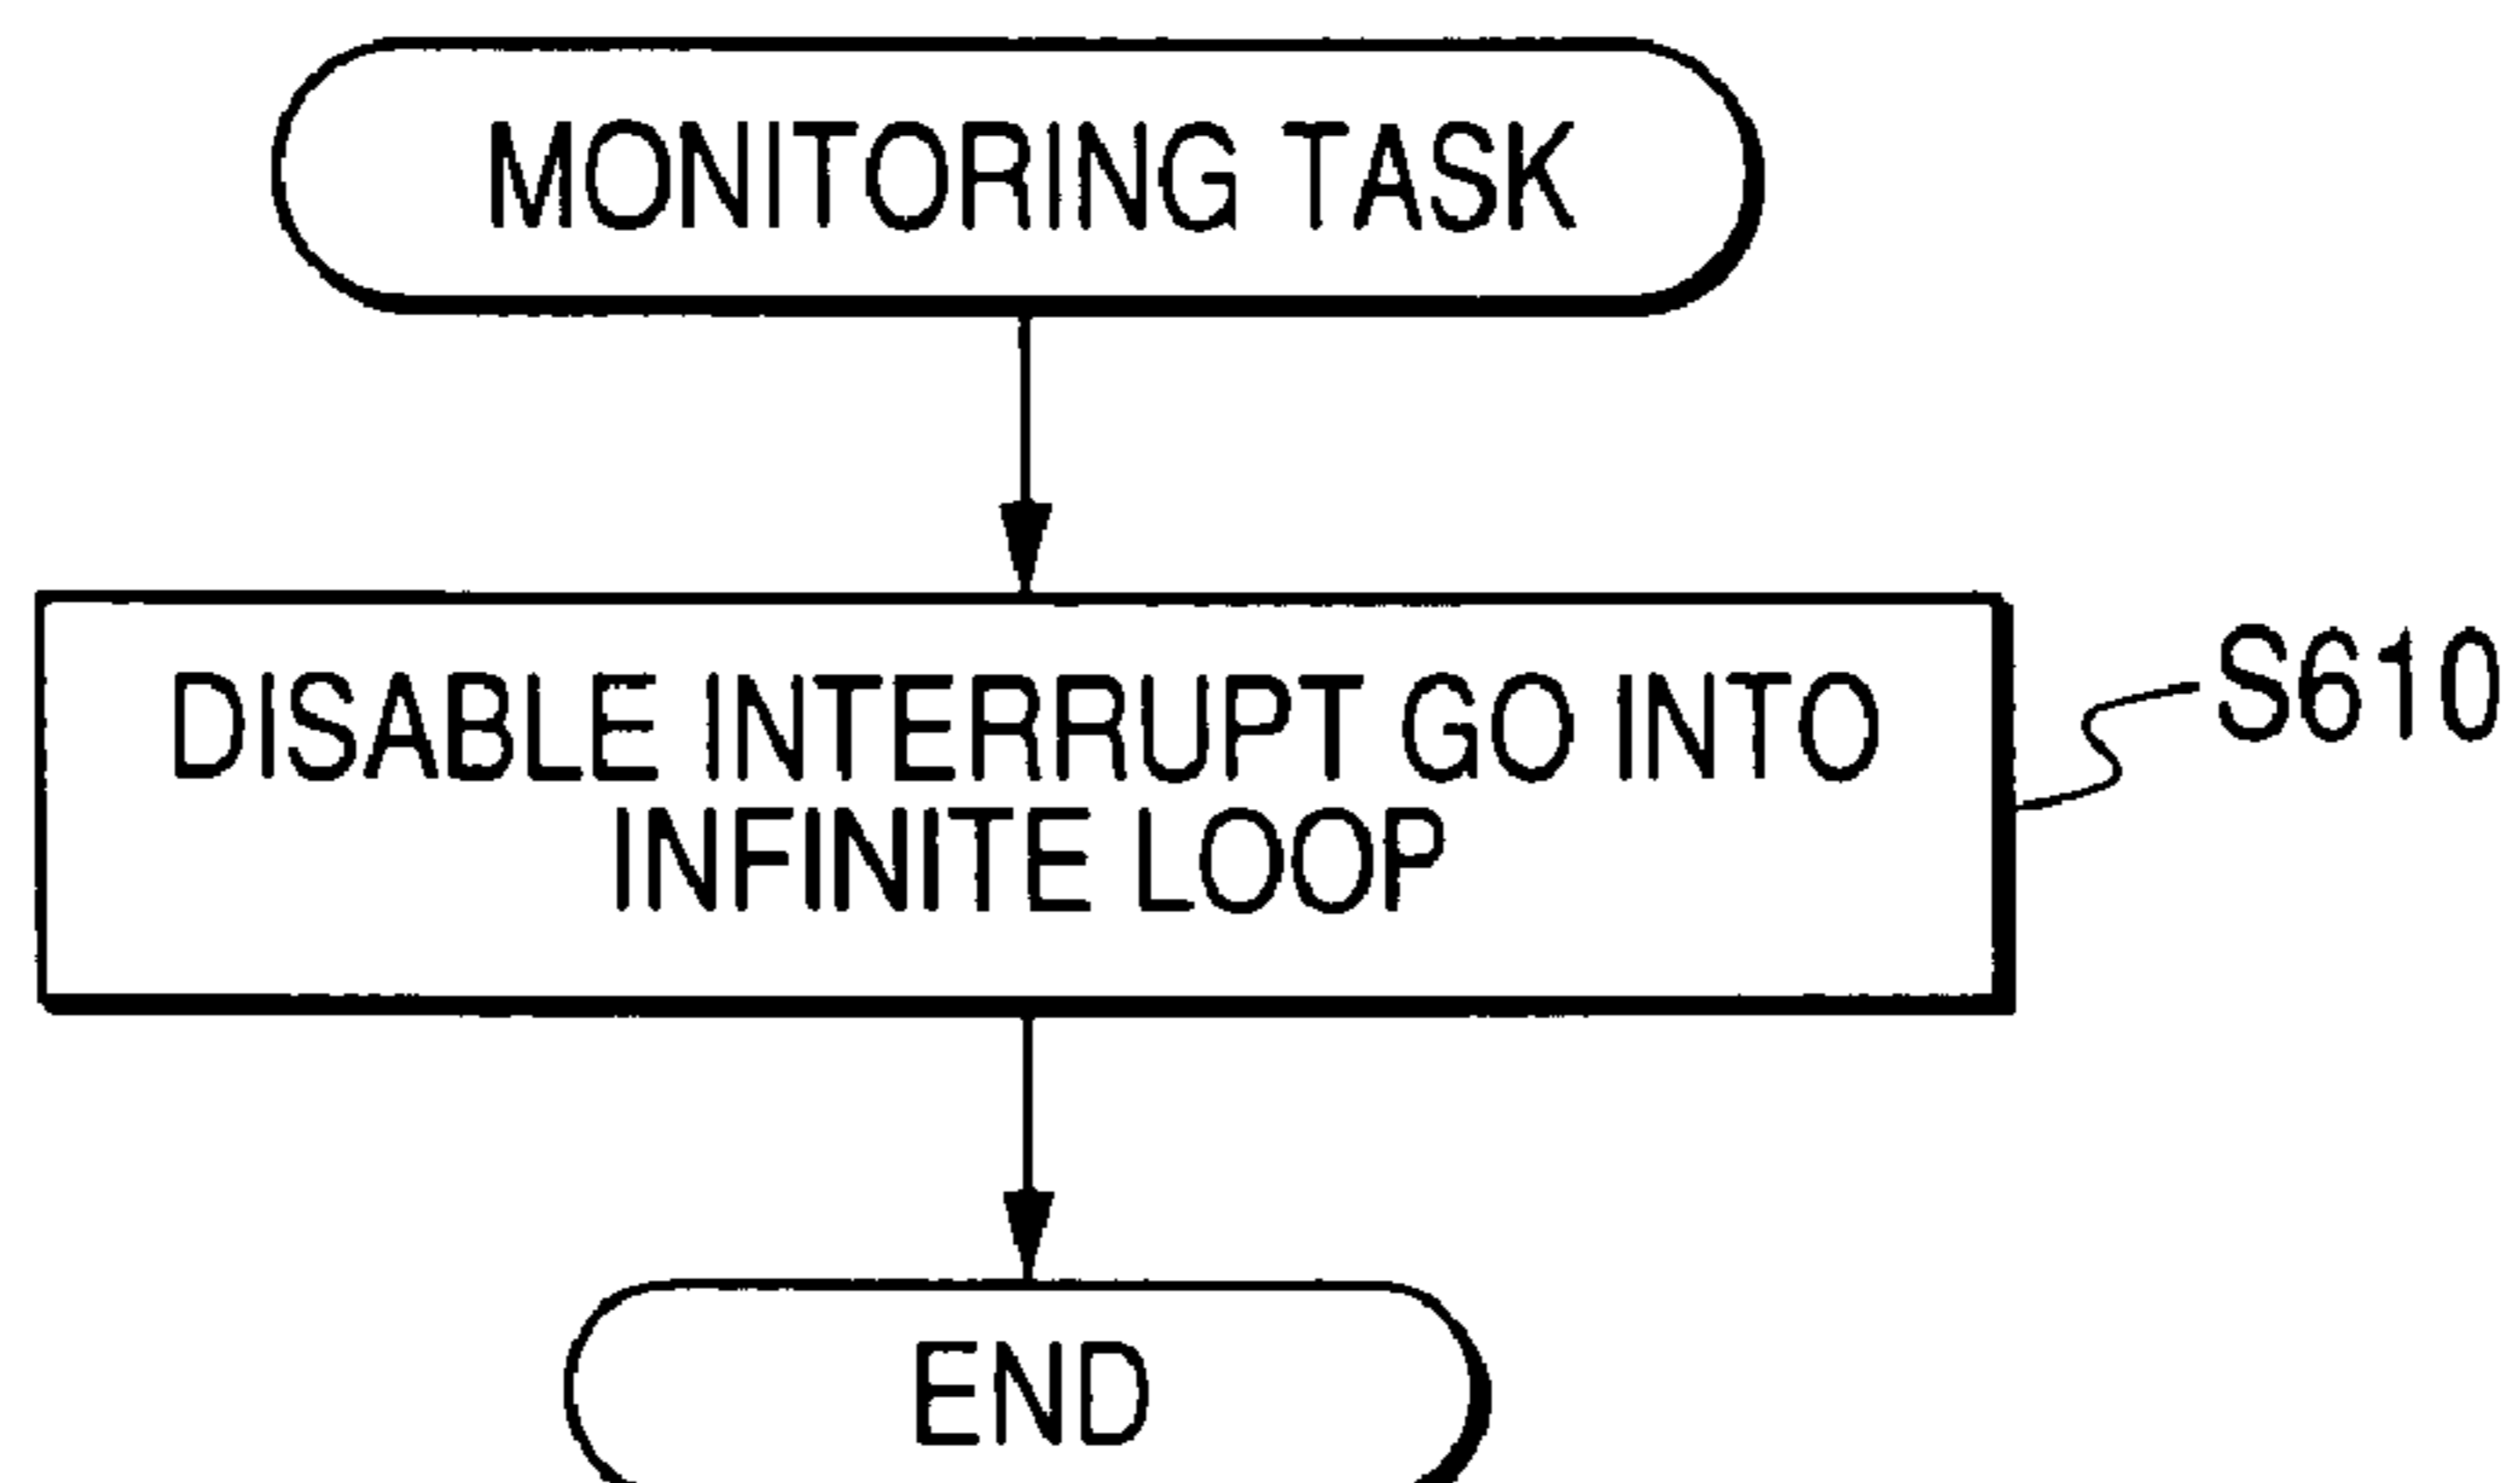 MONITORING TASK
DISABLE INTERRUPT GO INTO
INFINITE LOOP
S610
END